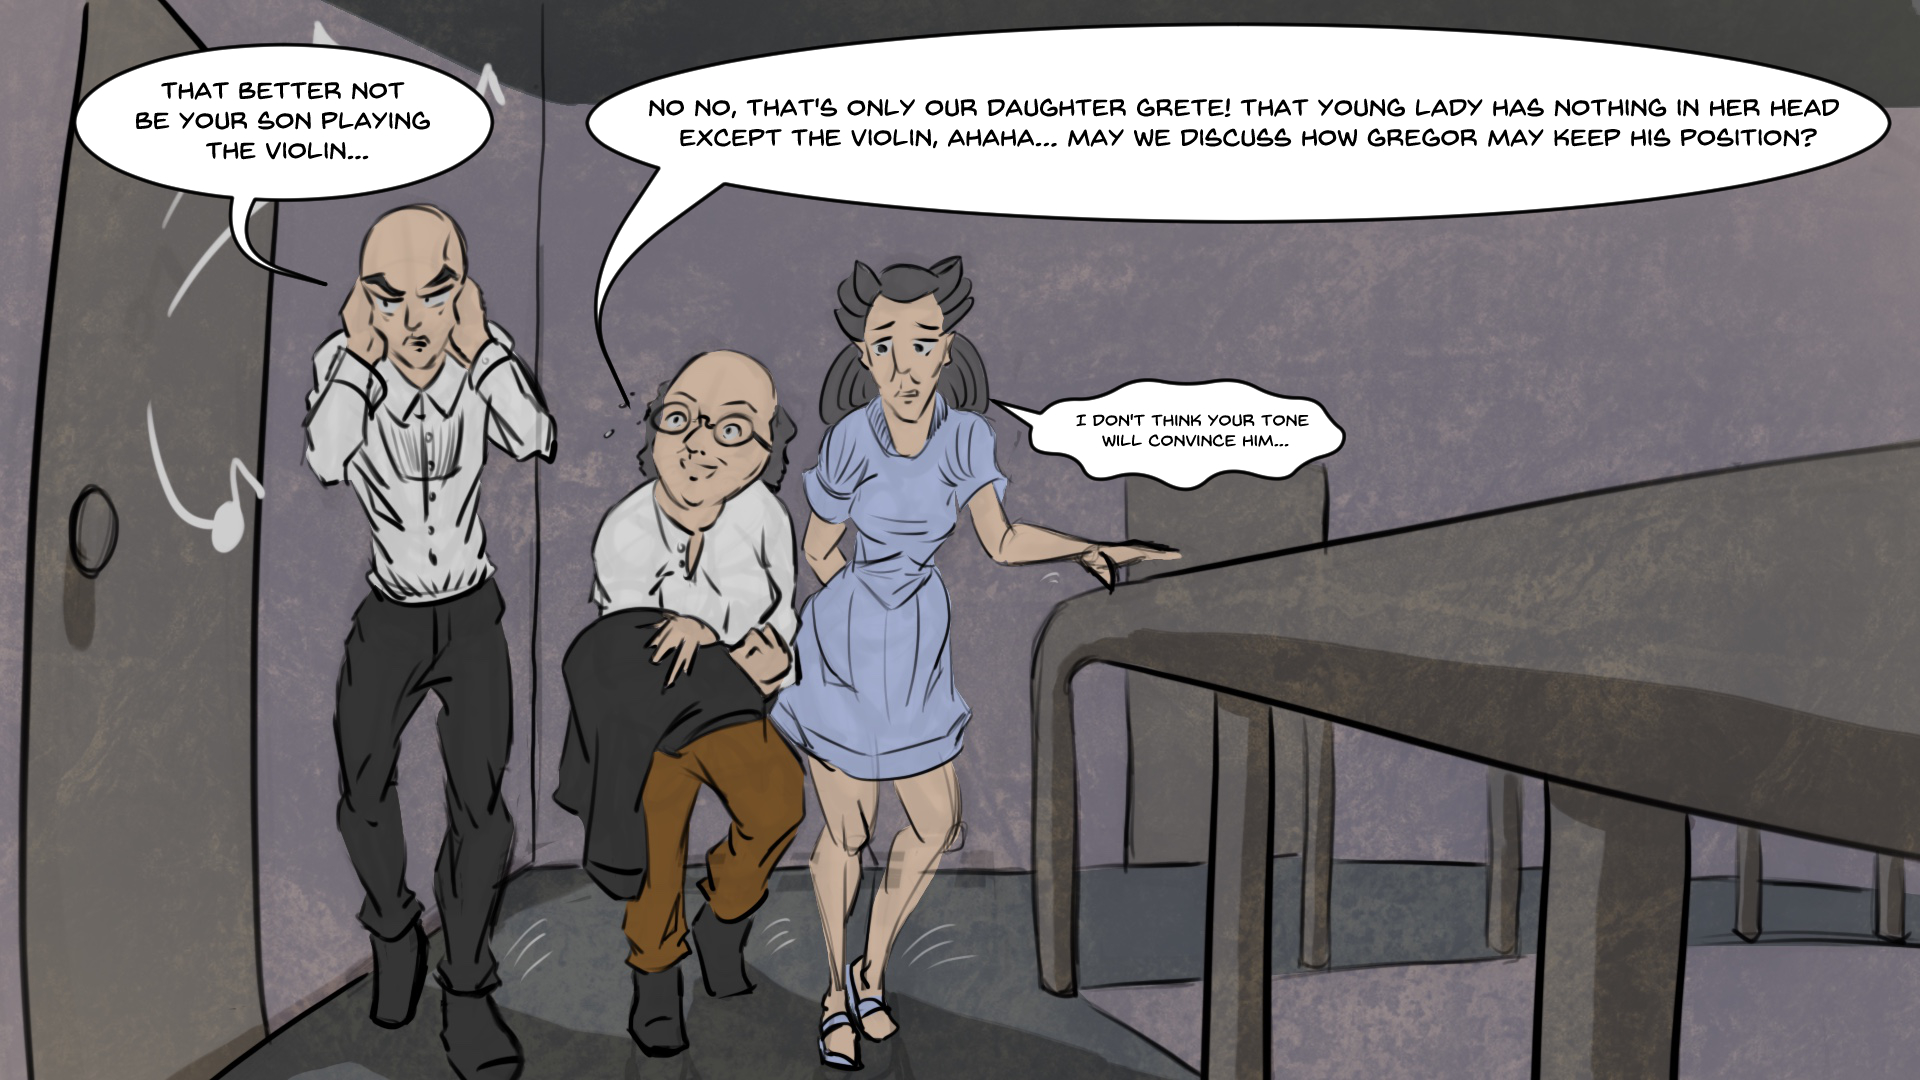 THAT BETTER NOT
BE YOUR SON PLAYING
THE VIOLIN...
NO NO, THAT'S ONLY OUR DAUGHTER GRETE! THAT YOUNG LADY HAS NOTHING IN HER HEAD
EXCEPT THE VIOLIN, AHAHA... MAY WE DISCUSS HOW GREGOR MAY KEEP HIS POSITION?
I DON'T THINK YOUR TONE
WILL CONVINCE HIM...